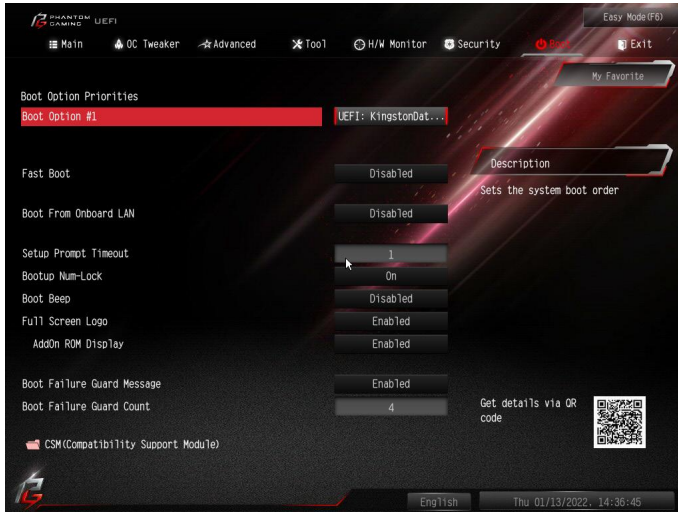 PHANTOM GAMING UEFI
Easy Mode(F6)
Main OC Tweaker Advanced Tool H/W Monitor Security Boot Exit
My Favorite
Boot Option Priorities
Boot Option #1 UEFI: KingstonDat...
Description
Fast Boot Disabled
Sets the system boot order
Boot From Onboard LAN Disabled
Setup Prompt Timeout 1
Bootup Num-Lock On
Boot Beep Disabled
Full Screen Logo Enabled
AddOn ROM Display Enabled
Boot Failure Guard Message Enabled
Boot Failure Guard Count 4
Get details via QR
code
CSM(Compatibility Support Module)
English
Thu 01/13/2022. 14:36:45